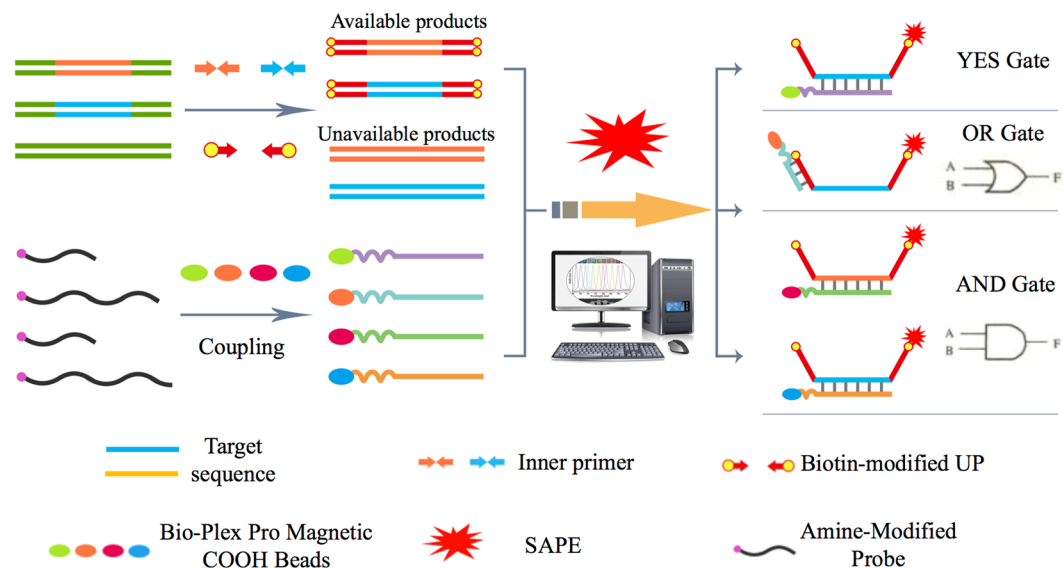 Available products
YES Gate
Unavailable products
OR Gate
A
B
F
Coupling
AND Gate
A
B
F
Target
sequence
Inner primer
Biotin-modified UP
Bio-Plex Pro Magnetic
COOH Beads
SAPE
Amine-Modified
Probe